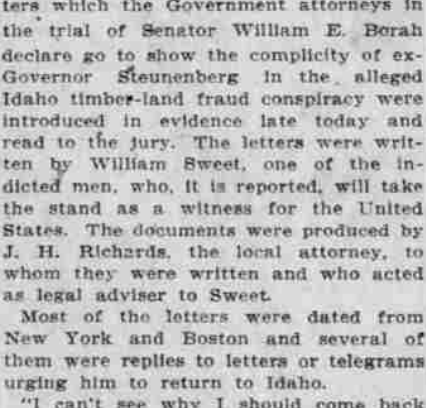 ters which the Government attorneys in
the trial of Senator William E. Borah
declare go to show the complicity of ex-
Governor Steunenberg in the alleged
Idaho timber-land fraud conspiracy were
introduced in evidence late today and
read to the jury. The letters were writ-
ten by William Sweet, one of the in-
dicted men, who, it is reported, will take
the stand as a witness for the United
States. The documents were produced by
J. H. Richards, the local attorney, to
whom they were written and who acted
as legal adviser to Sweet.
Most of the letters were dated from
New York and Boston and several of
them were replies to letters or telegrams
urging him to return to Idaho.
"I can't see why I should come back